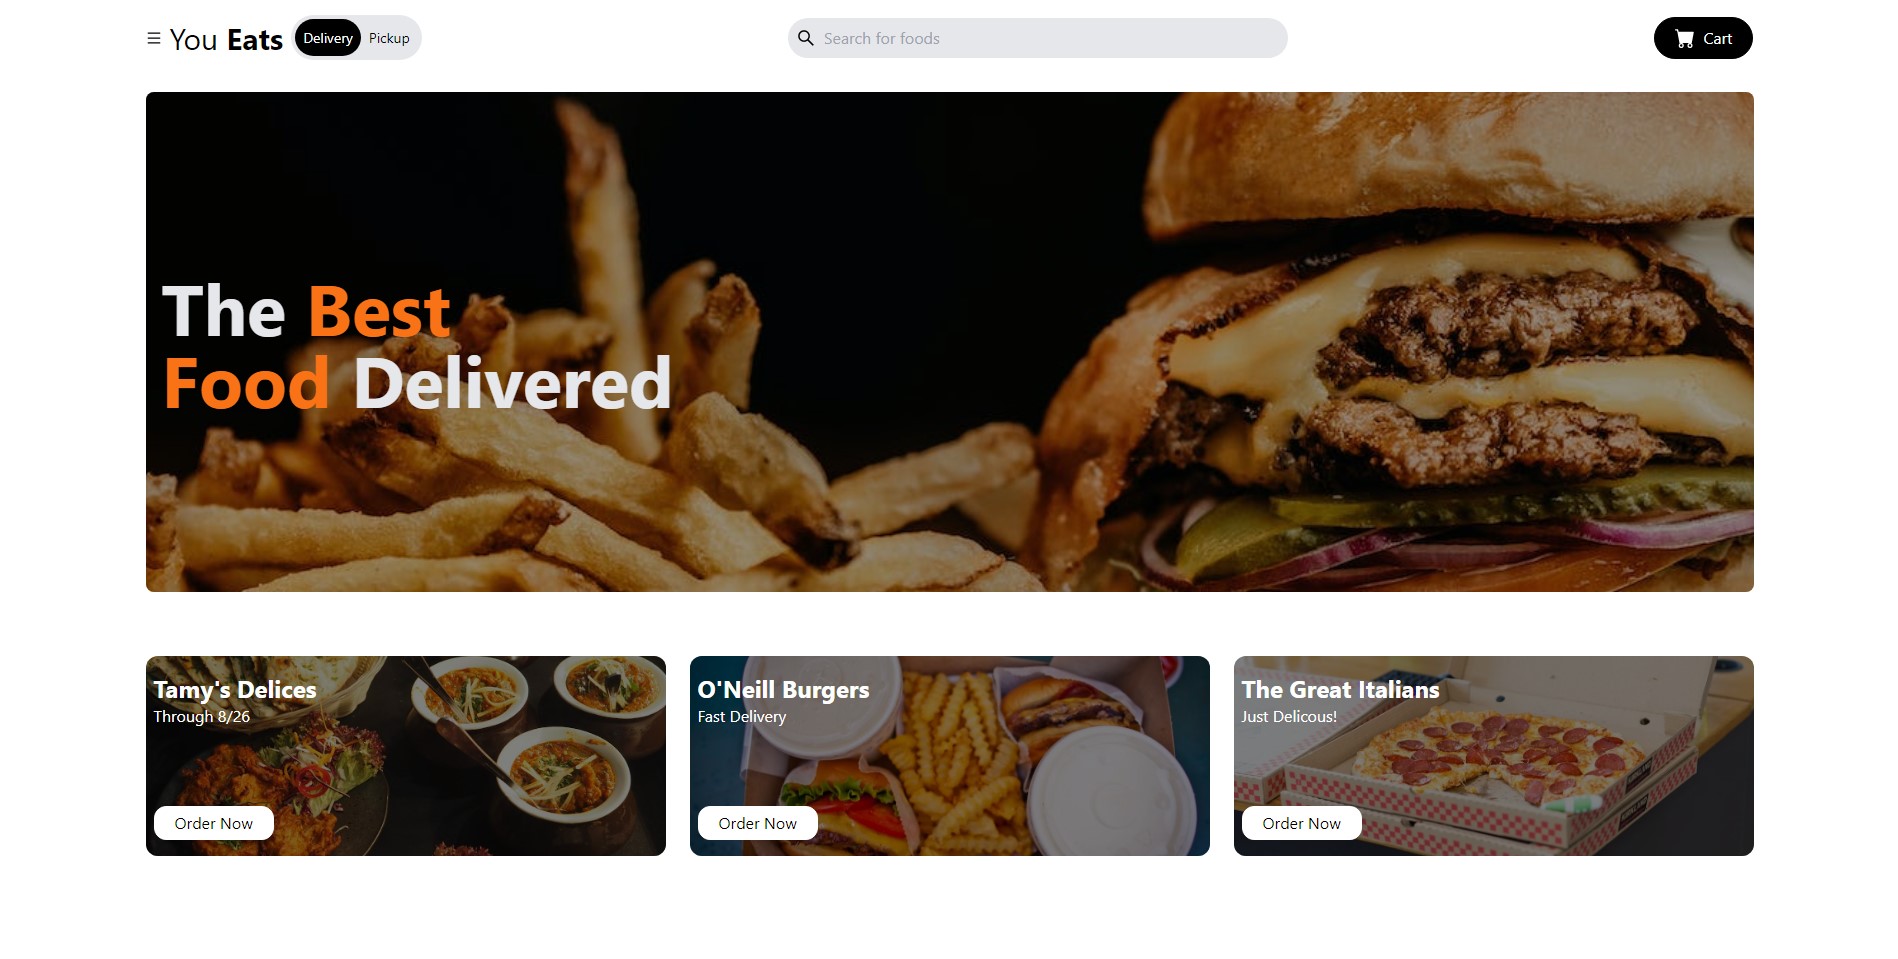 You Eats
Delivery
Pickup
Search for foods
Cart
The Best
Food Delivered
Tamy's Delices
Through 8/26
Order Now
O'Neill Burgers
Fast Delivery
Order Now
The Great Italians
Just Delicous!
Order Now